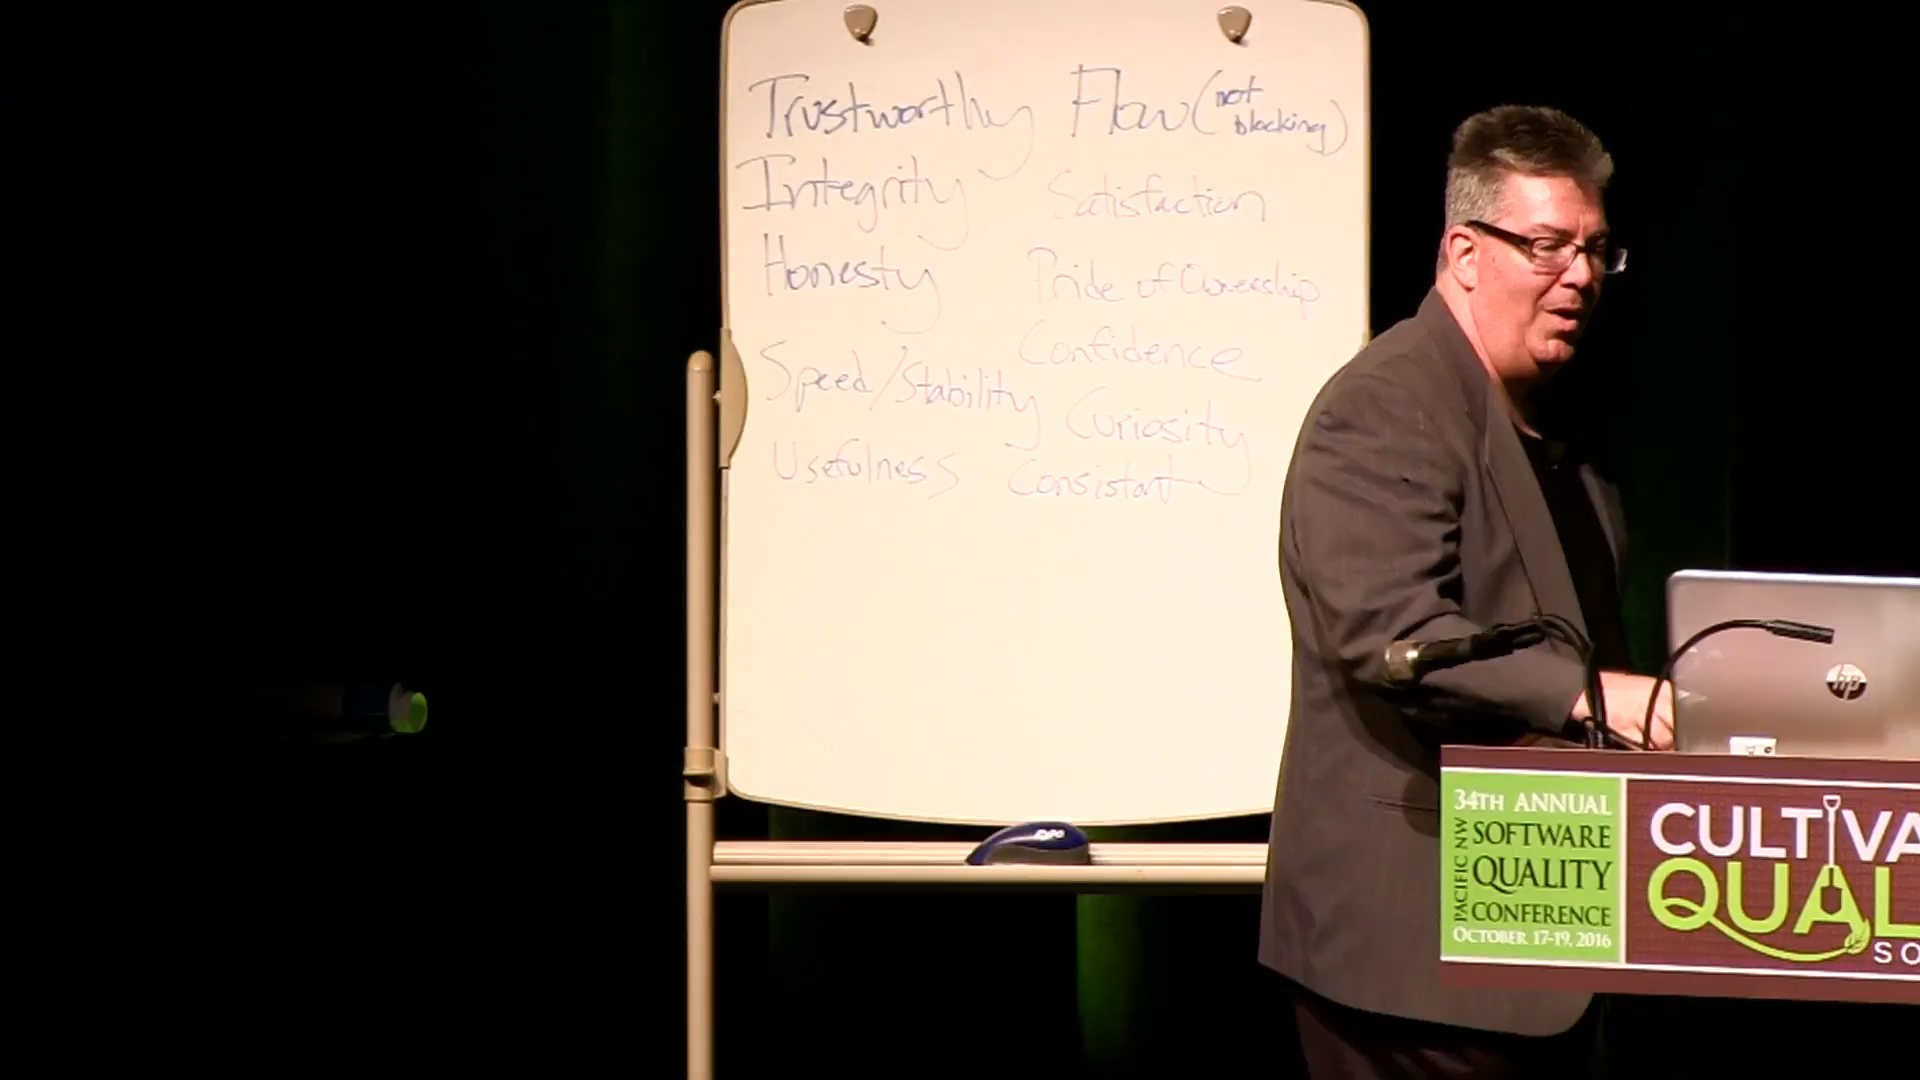 Trustworthy
Integrity
Honesty
Speed/Stability
Usefulness
Flow (not
blocking)
Satisfaction
Pride of Ownership
Confidence
Curiosity
Consistant
EXPO
hp
34TH ANNUAL
PACIFIC NW
SOFTWARE
QUALITY
CONFERENCE
OCTOBER 17-19, 2016
CULTIVA
QUAL
SO